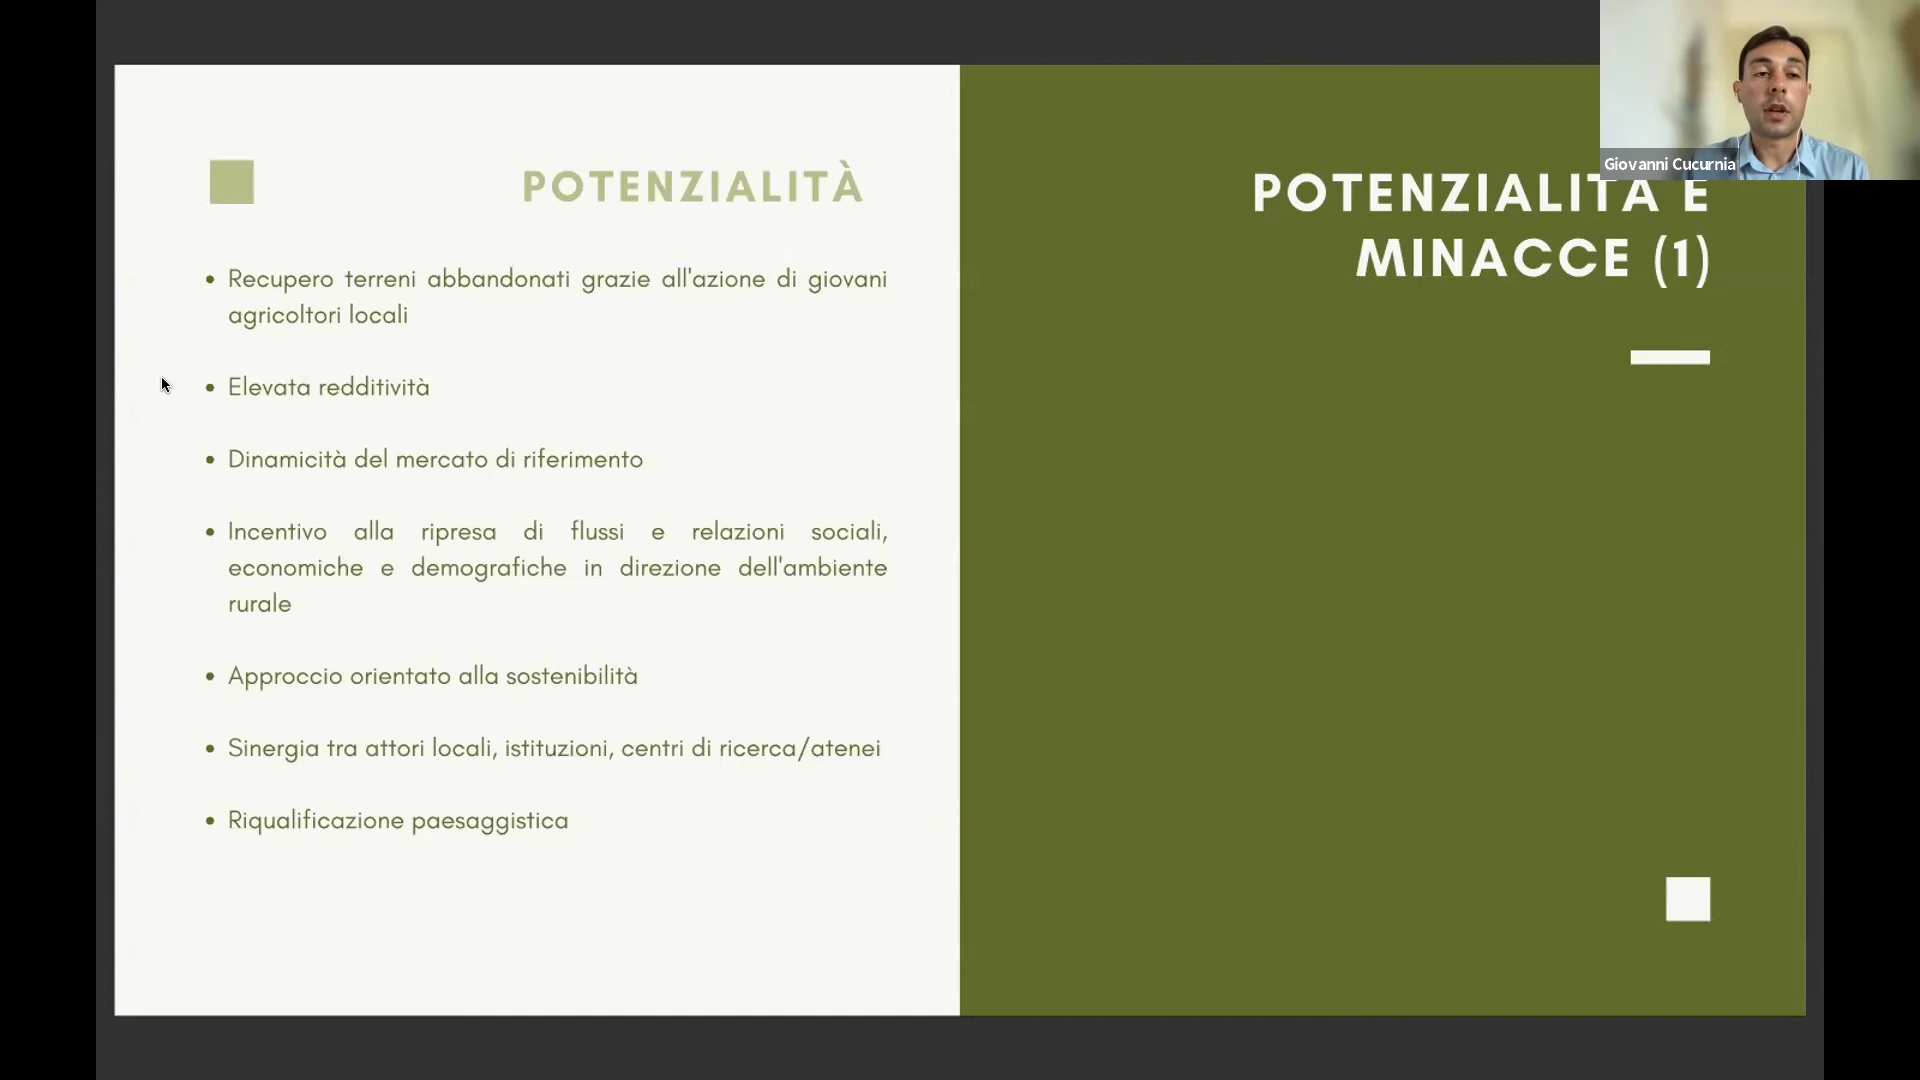 Giovanni Cucurnia
POTENZIALITÀ
POTENZIALITÀ E
MINACCE (1)
• Recupero terreni abbandonati grazie all'azione di giovani
agricoltori locali
• Elevata redditività
• Dinamicità del mercato di riferimento
• Incentivo alla ripresa di flussi e relazioni sociali,
economiche e demografiche in direzione dell'ambiente
rurale
• Approccio orientato alla sostenibilità
• Sinergia tra attori locali, istituzioni, centri di ricerca/atenei
• Riqualificazione paesaggistica